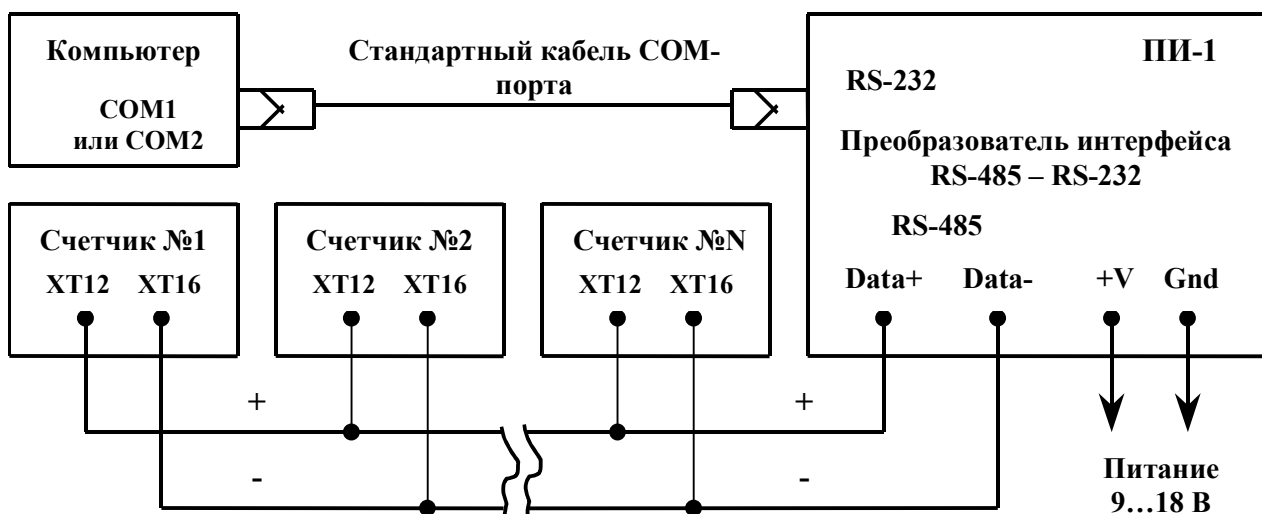 Компьютер
COM1
или COM2
Стандартный кабель COM-
порта
ПИ-1
RS-232
Преобразователь интерфейса
RS-485 – RS-232
RS-485
Data+ Data- +V Gnd
Счетчик №1
XT12 XT16
Счетчик №2
XT12 XT16
Счетчик №N
XT12 XT16
+ +
- -
Питание
9…18 В